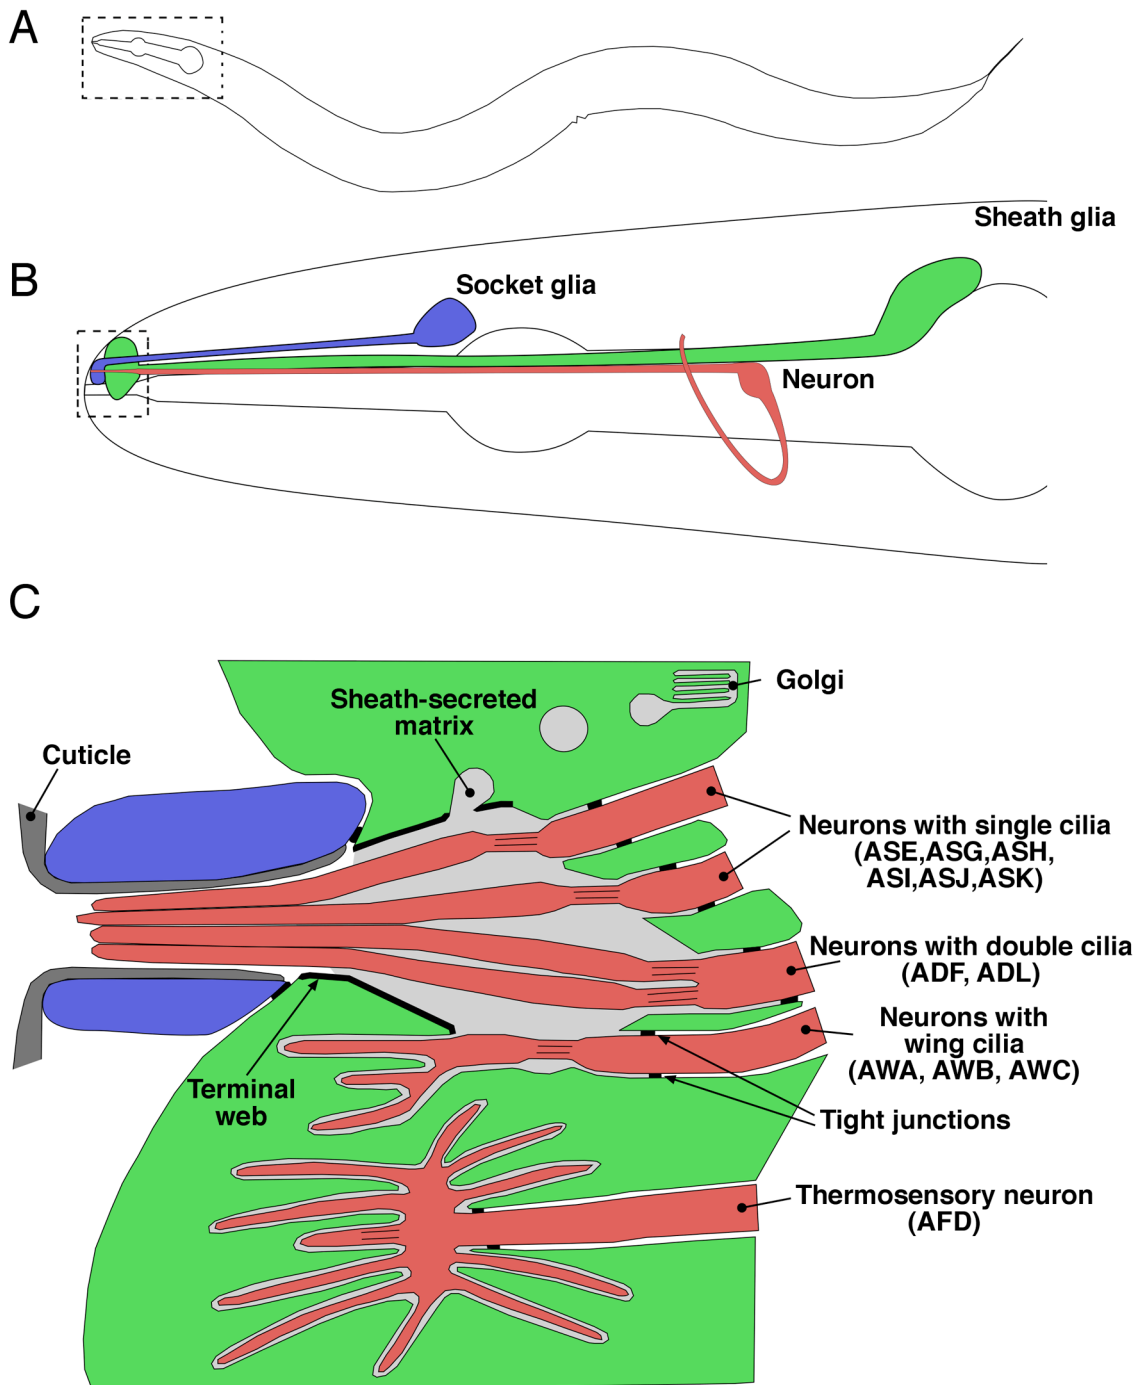 A
Sheath glia
B
Socket glia
Neuron
C
Golgi
Sheath-secreted
matrix
Cuticle
Neurons with single cilia
(ASE,ASG,ASH,
ASI,ASJ,ASK)
Neurons with double cilia
(ADF, ADL)
Neurons with
wing cilia
(AWA, AWB, AWC)
Terminal
web
Tight junctions
Thermosensory neuron
(AFD)